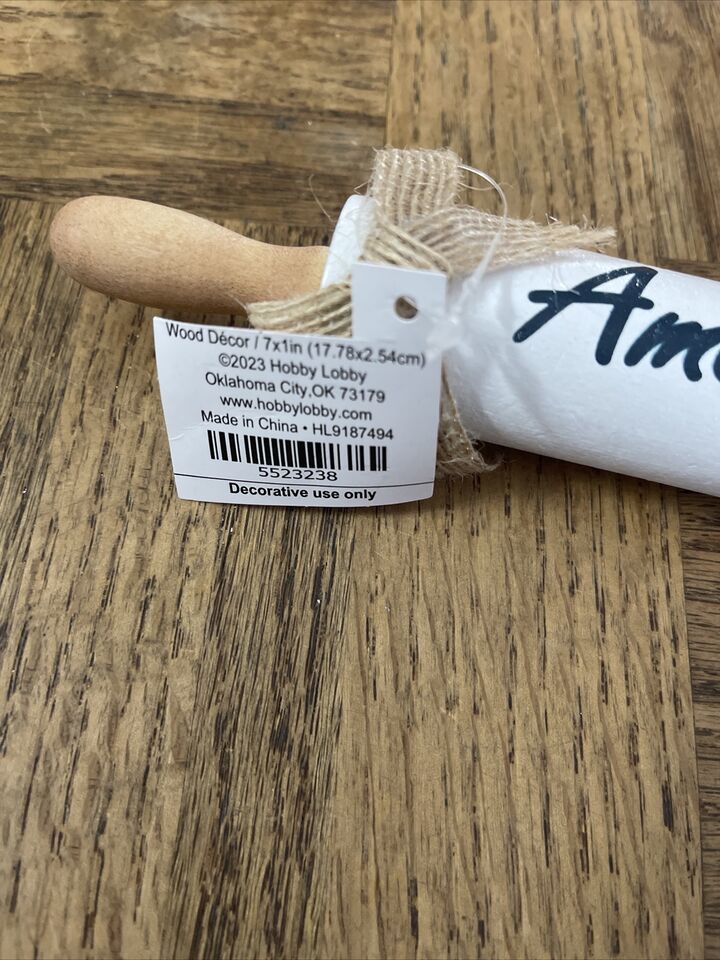 Wood Décor / 7x1in (17.78x2.54cm)
©2023 Hobby Lobby
Oklahoma City,OK 73179
www.hobbylobby.com
Made in China • HL9187494
5523238
Decorative use only
Am